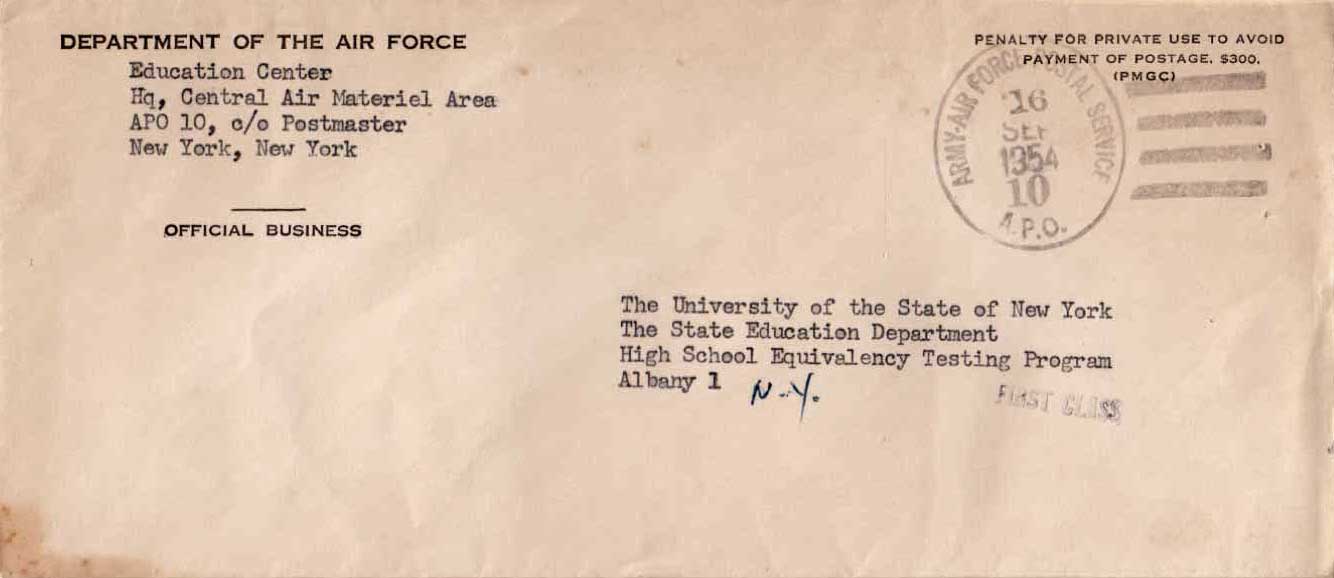 DEPARTMENT OF THE AIR FORCE
Education Center
Hq, Central Air Materiel Area
APO 10, c/o Postmaster
New York, New York
OFFICIAL BUSINESS
PENALTY FOR PRIVATE USE TO AVOID
PAYMENT OF POSTAGE, $300.
(PMGC)
ARMY-AIR FORCE POSTAL SERVICE
16
SEP
1954
10
A.P.O.
The University of the State of New York
The State Education Department
High School Equivalency Testing Program
Albany 1 N.Y.
FIRST CLASS